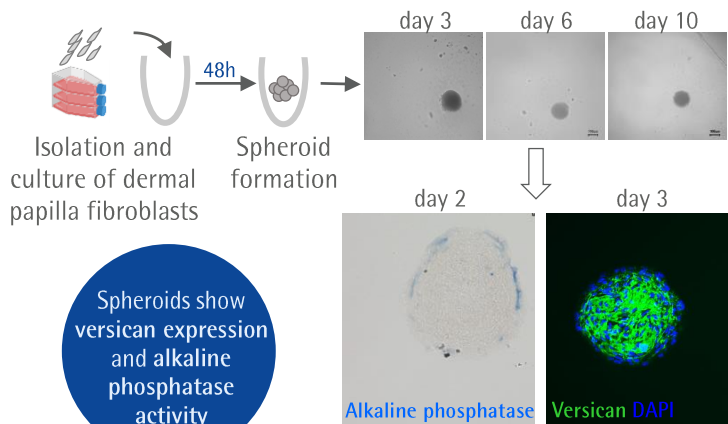 day 3
day 6
day 10
48h
Isolation and
culture of dermal
papilla fibroblasts
Spheroid
formation
day 2
day 3
Spheroids show
versican expression
and alkaline
phosphatase
activity
Alkaline phosphatase
Versican DAPI